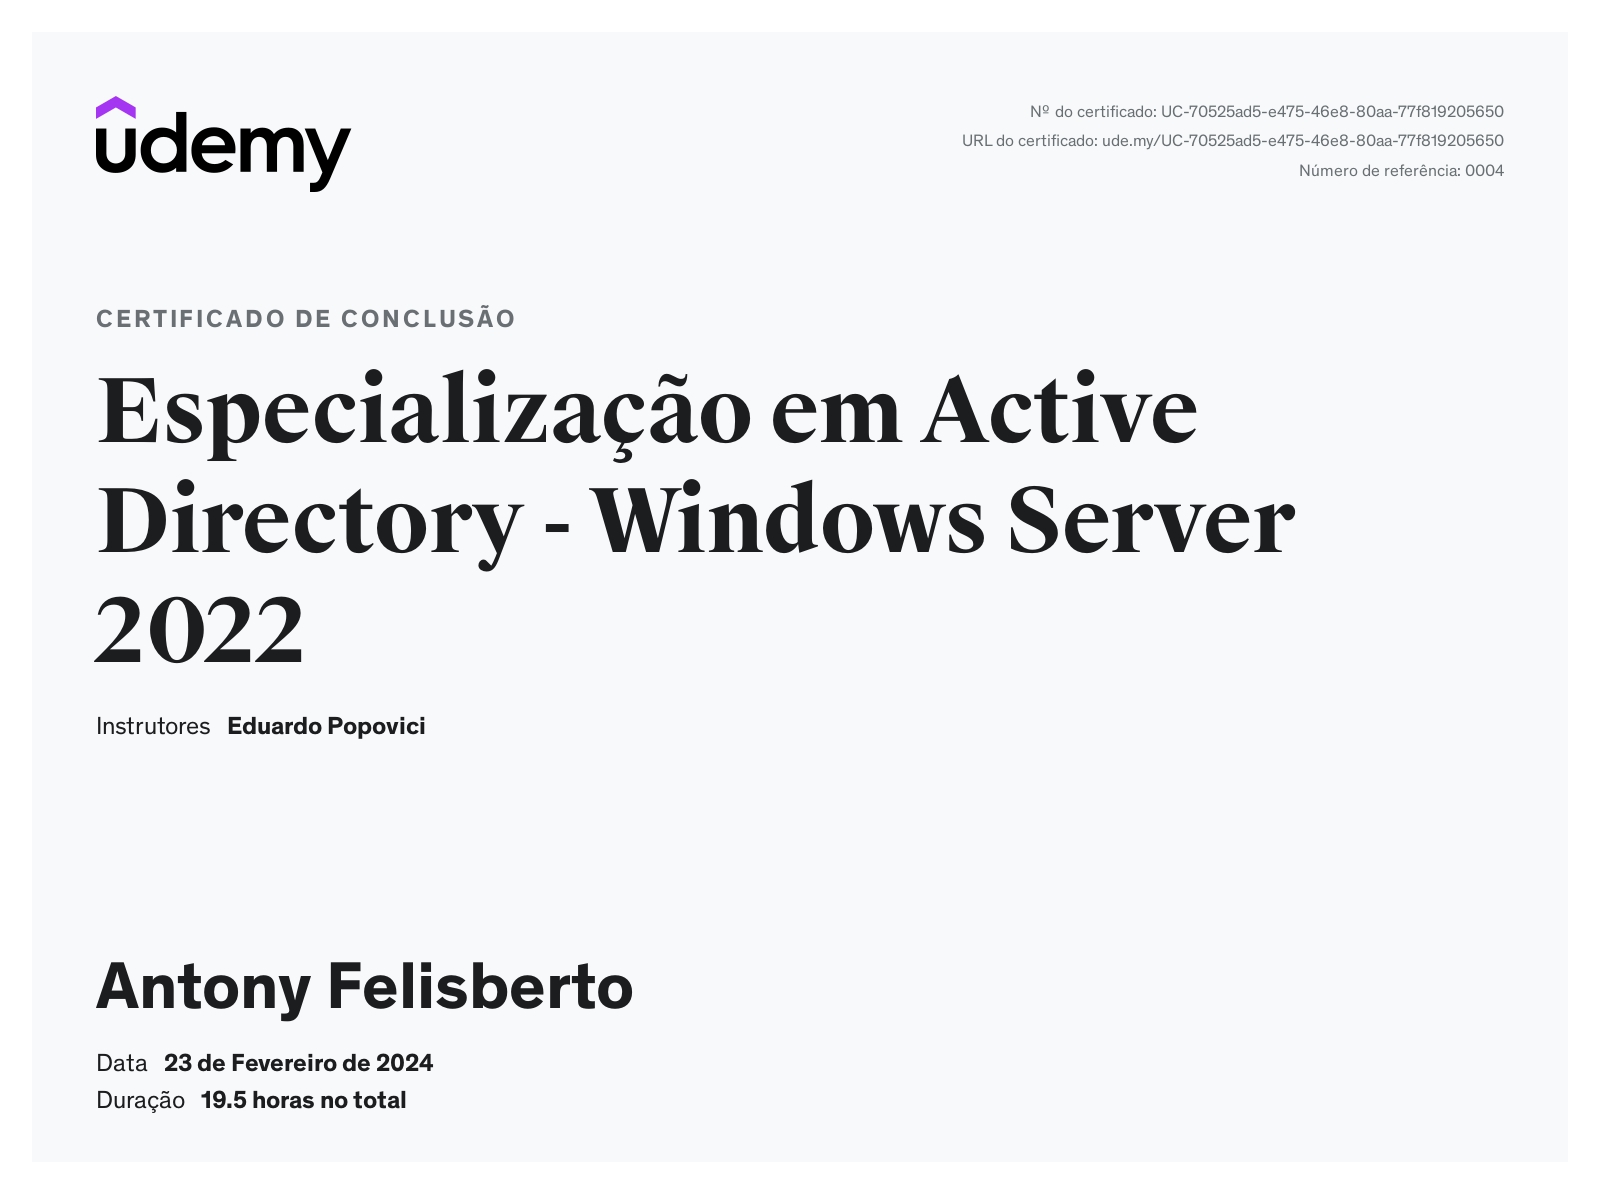 udemy
Nº do certificado: UC-70525ad5-e475-46e8-80aa-77f819205650
URL do certificado: ude.my/UC-70525ad5-e475-46e8-80aa-77f819205650
Número de referência: 0004
CERTIFICADO DE CONCLUSÃO
Especialização em Active
Directory - Windows Server
2022
Instrutores Eduardo Popovici
Antony Felisberto
Data 23 de Fevereiro de 2024
Duração 19.5 horas no total